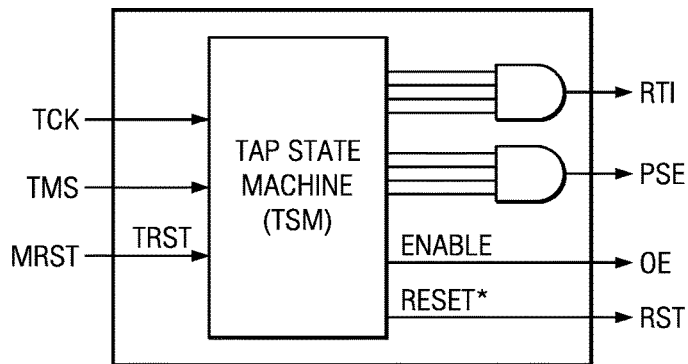 TCK
TMS
MRST
TRST
TAP STATE
MACHINE
(TSM)
ENABLE
RESET*
RTI
PSE
OE
RST